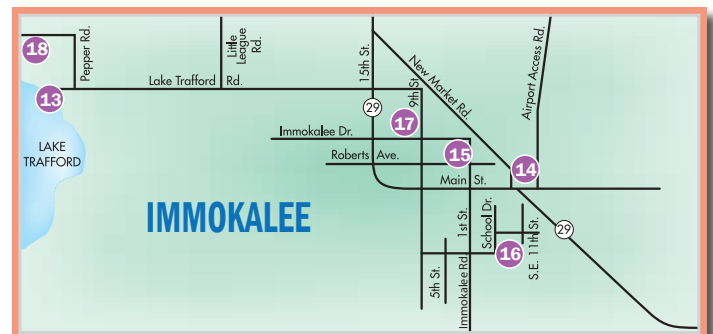 18
Pepper Rd.
Little
League
Rd.
15th St.
New Market Rd.
Airport Access Rd.
Lake Trafford Rd.
13
9th St.
29
17
LAKE
TRAFFORD
Immokalee Dr.
15
Roberts Ave.
14
Main St.
IMMOKALEE
1st St.
School Dr.
S.E. 11th St.
29
16
5th St.
Immokalee Rd.